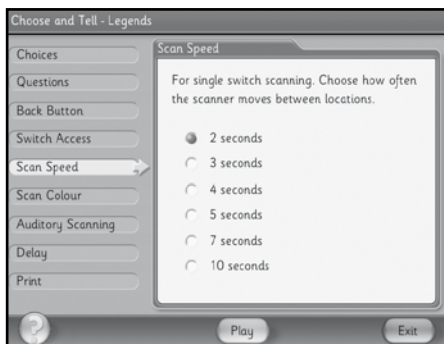 Choose and Tell - Legends
Choices
Questions
Back Button
Switch Access
Scan Speed
Scan Colour
Auditory Scanning
Delay
Print
Scan Speed
For single switch scanning. Choose how often
the scanner moves between locations.
2 seconds
3 seconds
4 seconds
5 seconds
7 seconds
10 seconds
?
Play
Exit